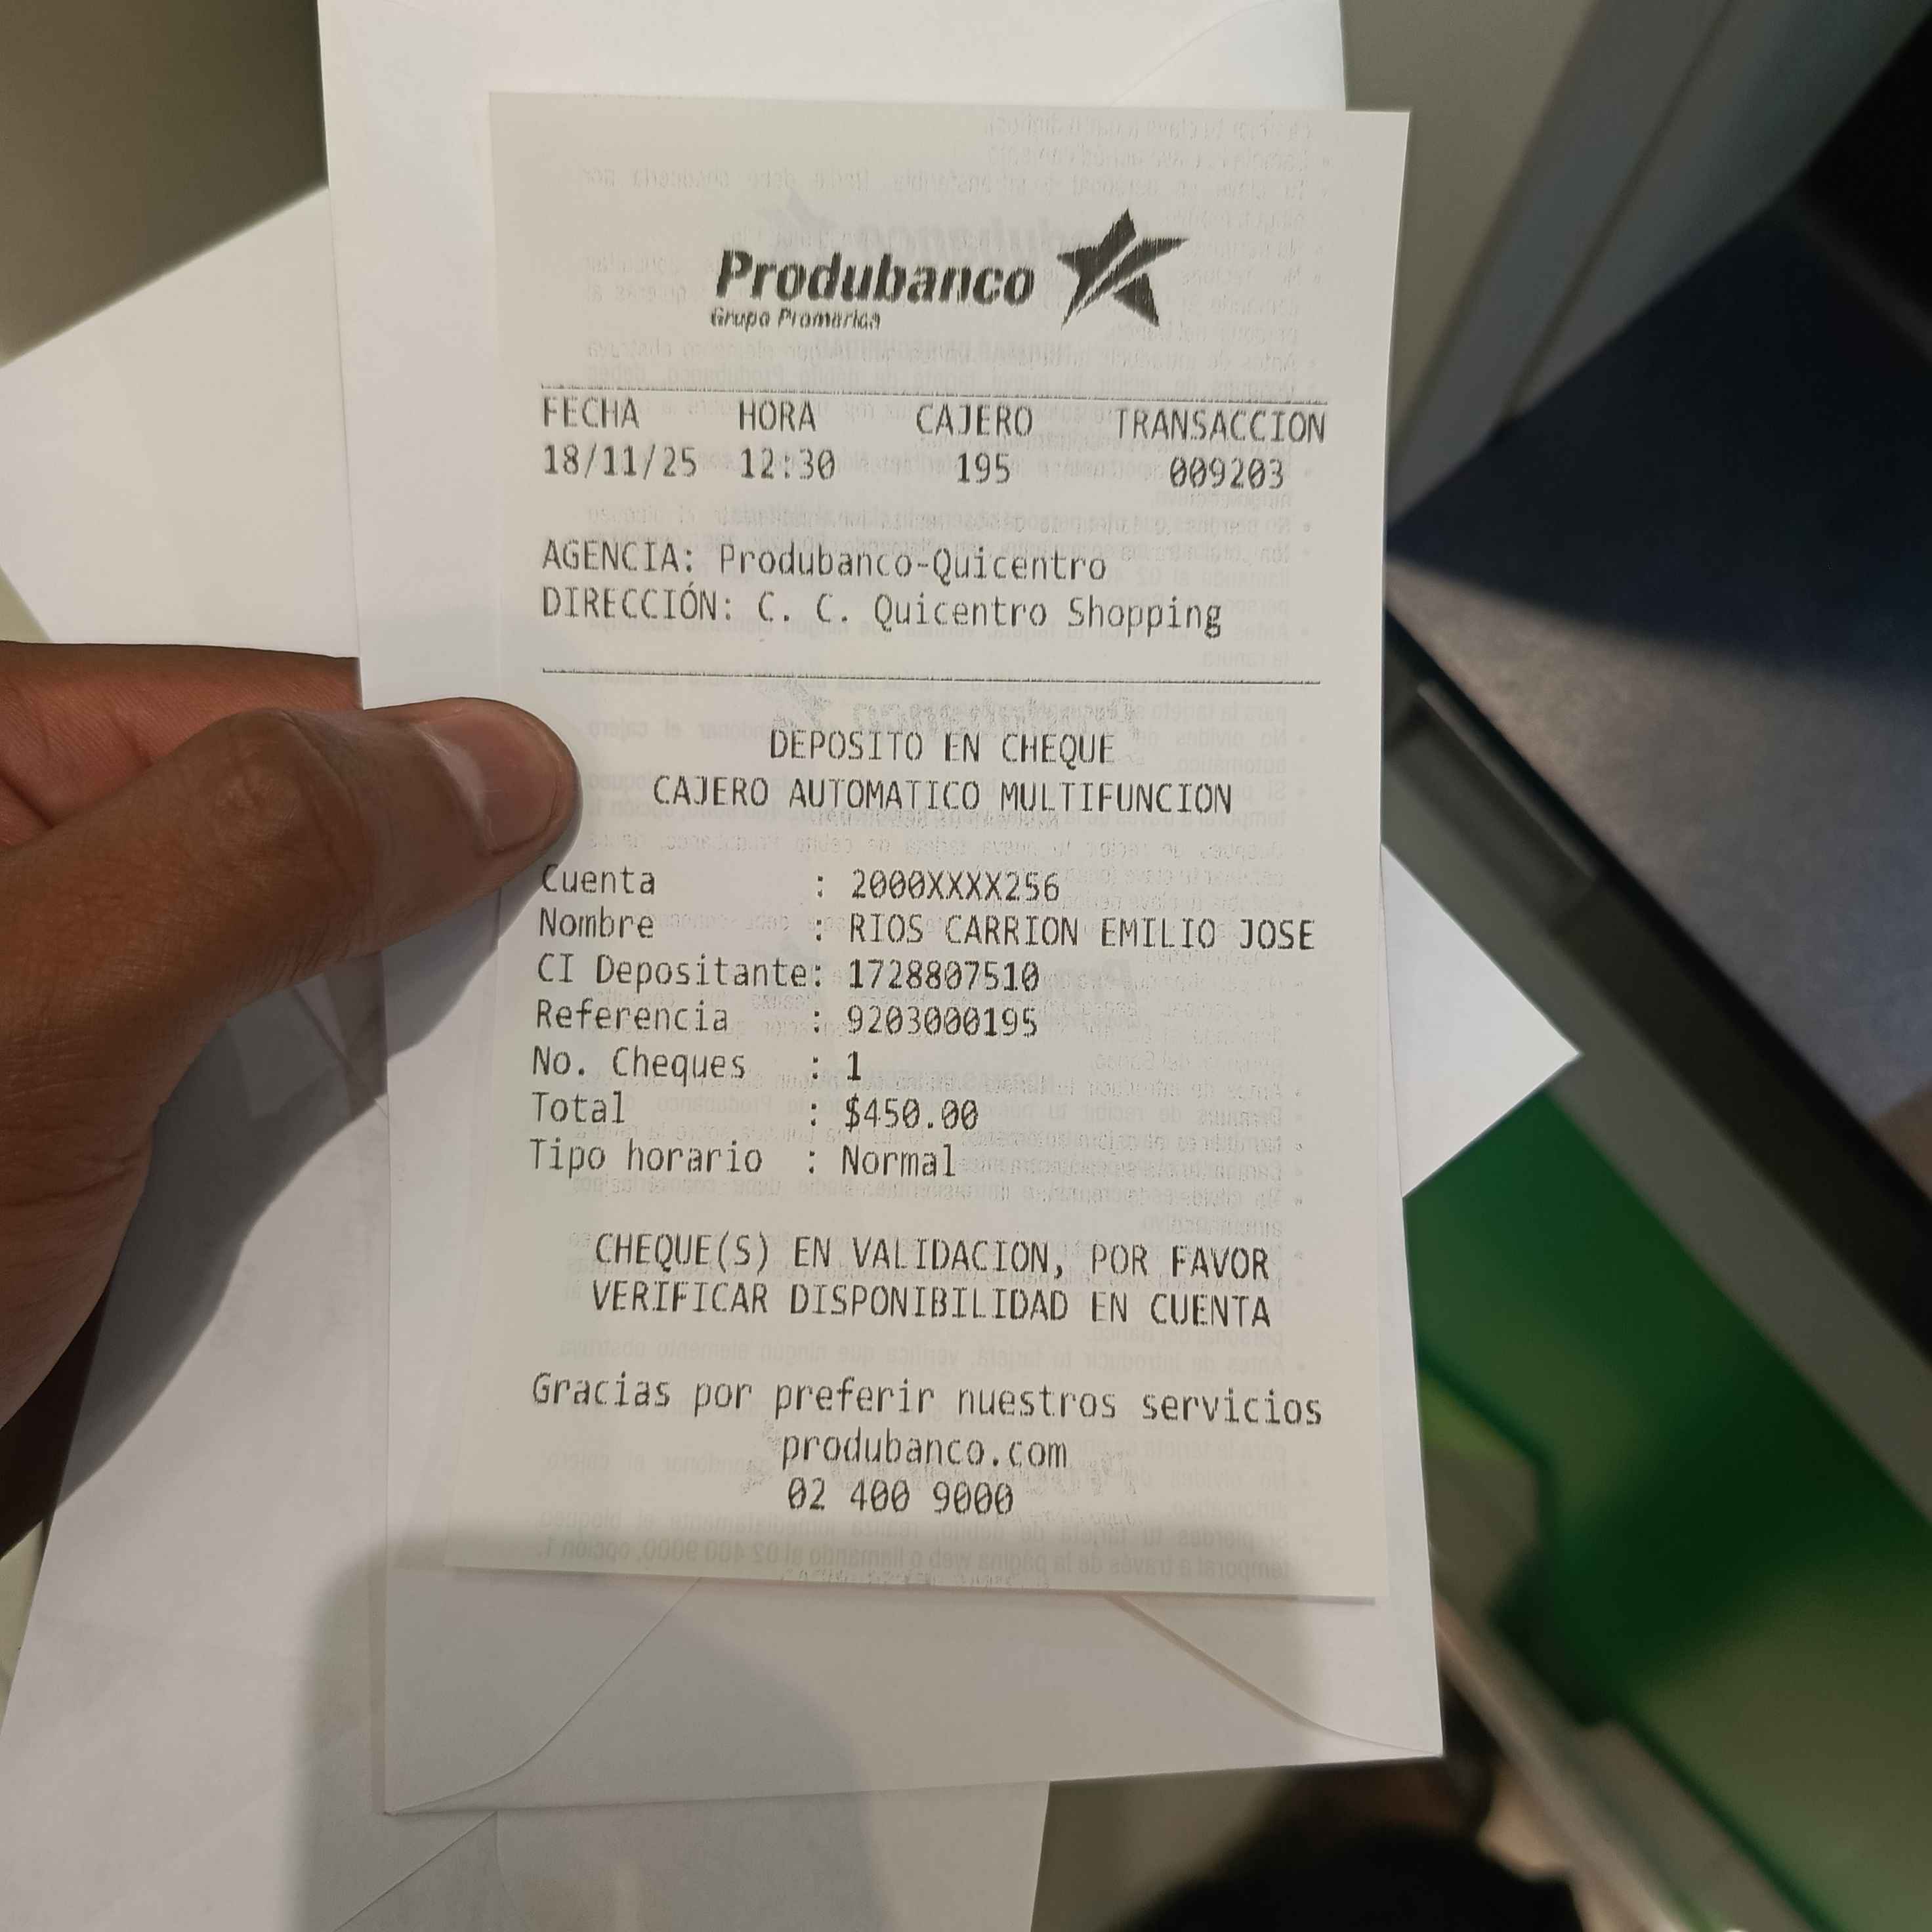 Produbanco
Grupo Promerica
FECHA HORA CAJERO TRANSACCION
18/11/25 12:30 195 009203
AGENCIA: Produbanco-Quicentro
DIRECCIÓN: C. C. Quicentro Shopping
DEPOSITO EN CHEQUE
CAJERO AUTOMATICO MULTIFUNCION
Cuenta : 2000XXXX256
Nombre : RIOS CARRION EMILIO JOSE
CI Depositante: 1728807510
Referencia : 9203000195
No. Cheques : 1
Total : $450.00
Tipo horario : Normal
CHEQUE(S) EN VALIDACION, POR FAVOR
VERIFICAR DISPONIBILIDAD EN CUENTA
Gracias por preferir nuestros servicios
produbanco.com
02 400 9000